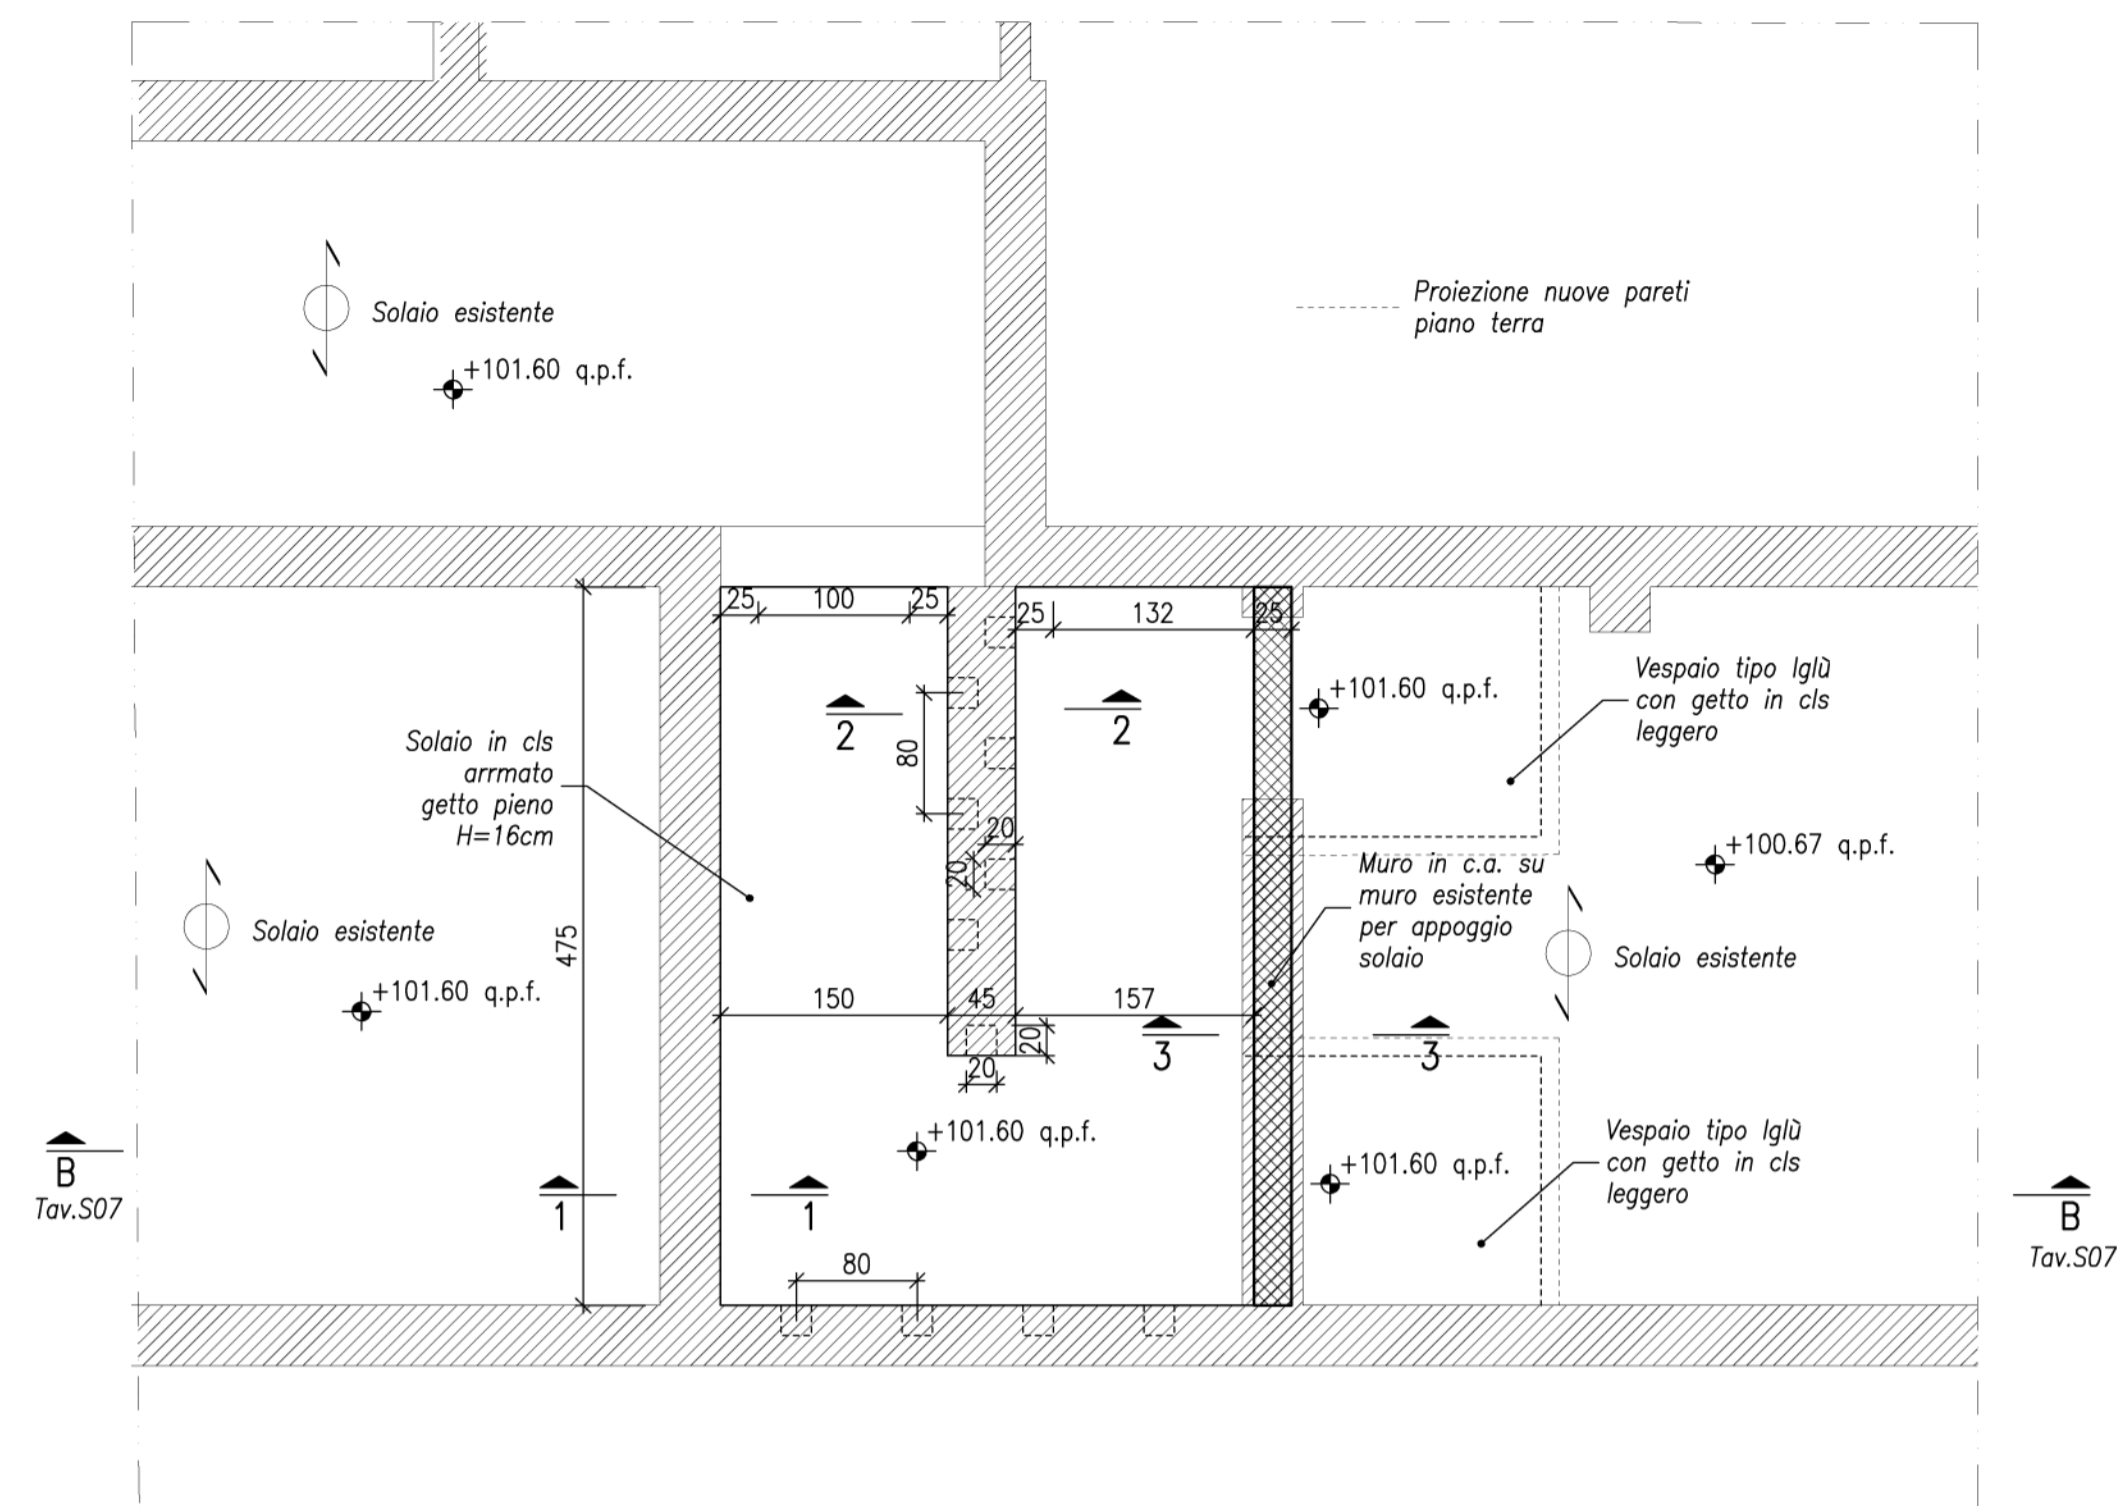 Solaio esistente
+101.60 q.p.f.
Proiezione nuove pareti
piano terra
25
100
25
25
132
25
Solaio in cls
arrmato
getto pieno
H=16cm
2
2
80
+101.60 q.p.f.
Vespaio tipo Iglù
con getto in cls
leggero
20
20
+100.67 q.p.f.
Muro in c.a. su
muro esistente
per appoggio
solaio
Solaio esistente
475
Solaio esistente
+101.60 q.p.f.
150
45
157
20
20
3
3
+101.60 q.p.f.
+101.60 q.p.f.
Vespaio tipo Iglù
con getto in cls
leggero
B
Tav.S07
1
1
B
Tav.S07
80